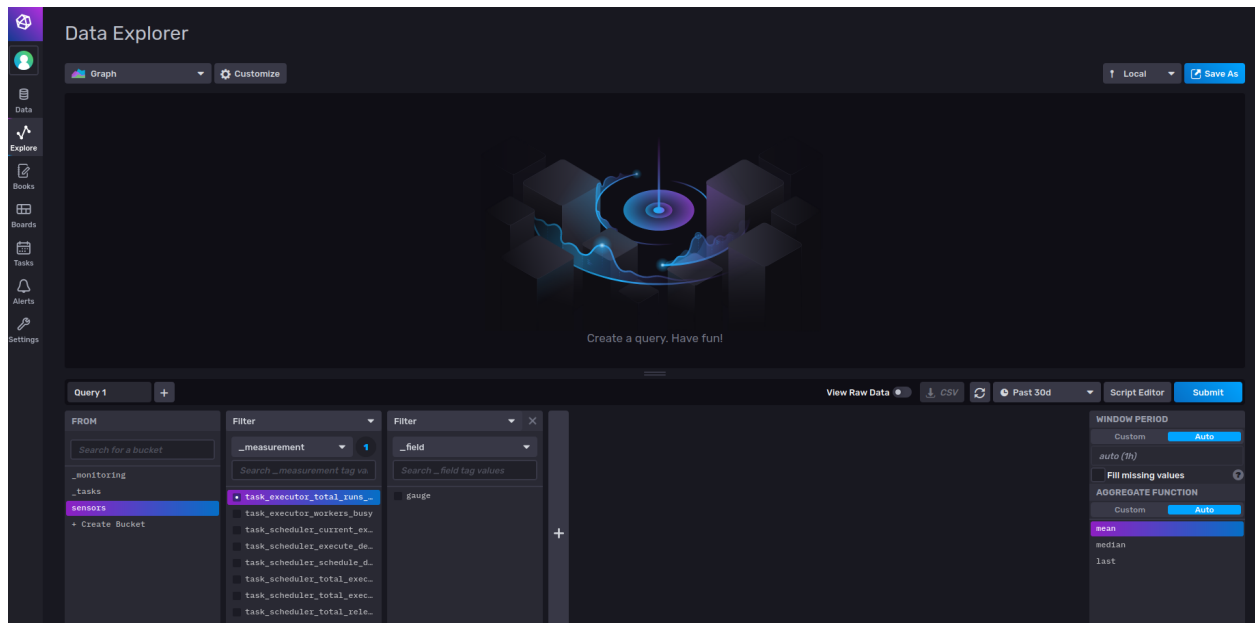 Data Explorer
Graph
Customize
Local
Save As
Data
Explore
Books
Boards
Tasks
Alerts
Settings
Create a query. Have fun!
Query 1
+
View Raw Data
CSV
Past 30d
Script Editor
Submit
FROM
Search for a bucket
_monitoring
_tasks
sensors
+ Create Bucket
Filter
_measurement
1
Search _measurement tag va
task_executor_total_runs_…
task_executor_workers_busy
task_scheduler_current_ex…
task_scheduler_execute_de…
task_scheduler_schedule_d…
task_scheduler_total_exec…
task_scheduler_total_exec…
task_scheduler_total_rele…
Filter
_field
Search _field tag values
gauge
+
WINDOW PERIOD
Custom
Auto
auto (1h)
Fill missing values
?
AGGREGATE FUNCTION
Custom
Auto
mean
median
last